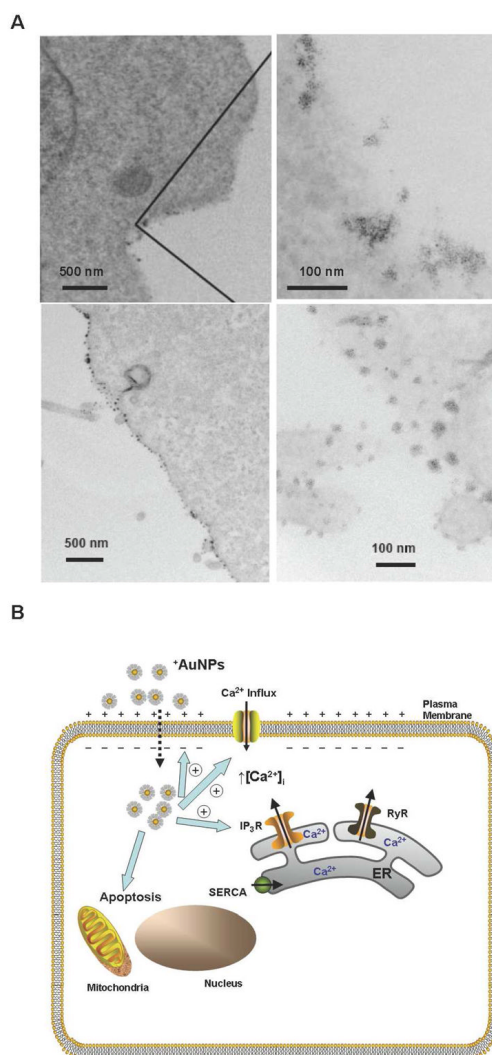 A
500 nm
100 nm
500 nm
100 nm
B
⁺AuNPs
Ca²⁺ Influx
Plasma
Membrane
+ + + + + + + + +
+ + + + + + + + +
− − − − − − − − −
− − − − − − − − −
↑[Ca²⁺]ᵢ
+
+
+
IP₃R
RyR
Ca²⁺
Ca²⁺
Ca²⁺
ER
SERCA
Apoptosis
Mitochondria
Nucleus